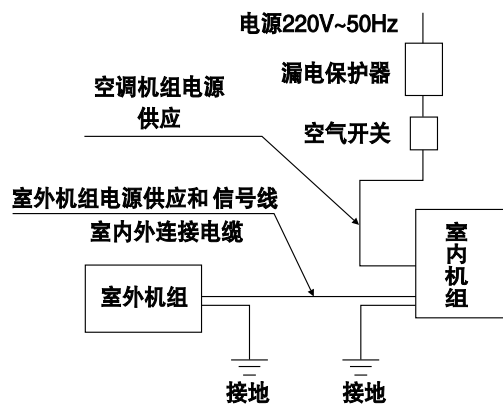 电源220V~50Hz
漏电保护器
空调机组电源
供应
空气开关
室外机组电源供应和 信号线
室内外连接电缆
室内机组
室外机组
接地
接地